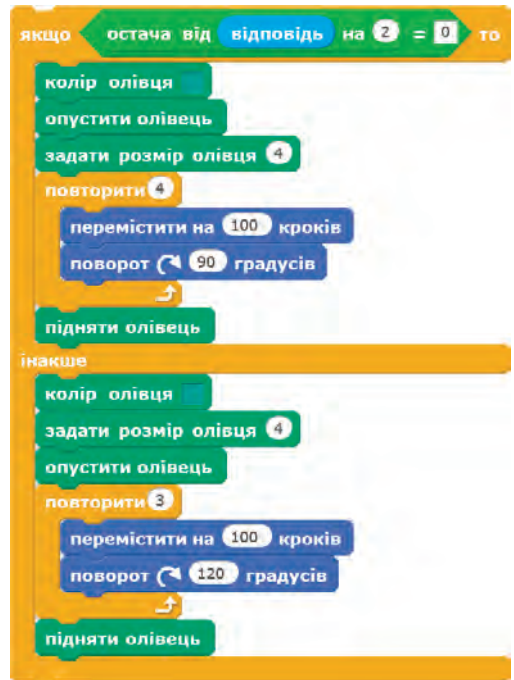 якщо остача від відповідь на 2 = 0 то
колір олівця
опустити олівець
задати розмір олівця 4
повторити 4
перемістити на 100 кроків
поворот 90 градусів
підняти олівець
інакше
колір олівця
задати розмір олівця 4
опустити олівець
повторити 3
перемістити на 100 кроків
поворот 120 градусів
підняти олівець